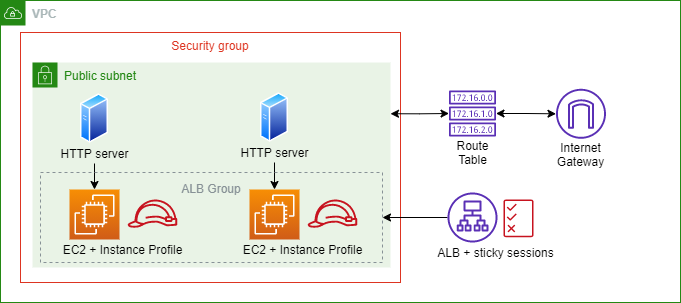 VPC
Security group
Public subnet
HTTP server
HTTP server
172.16.0.0
172.16.1.0
172.16.2.0
Route
Table
Internet
Gateway
ALB Group
EC2 + Instance Profile
EC2 + Instance Profile
ALB + sticky sessions